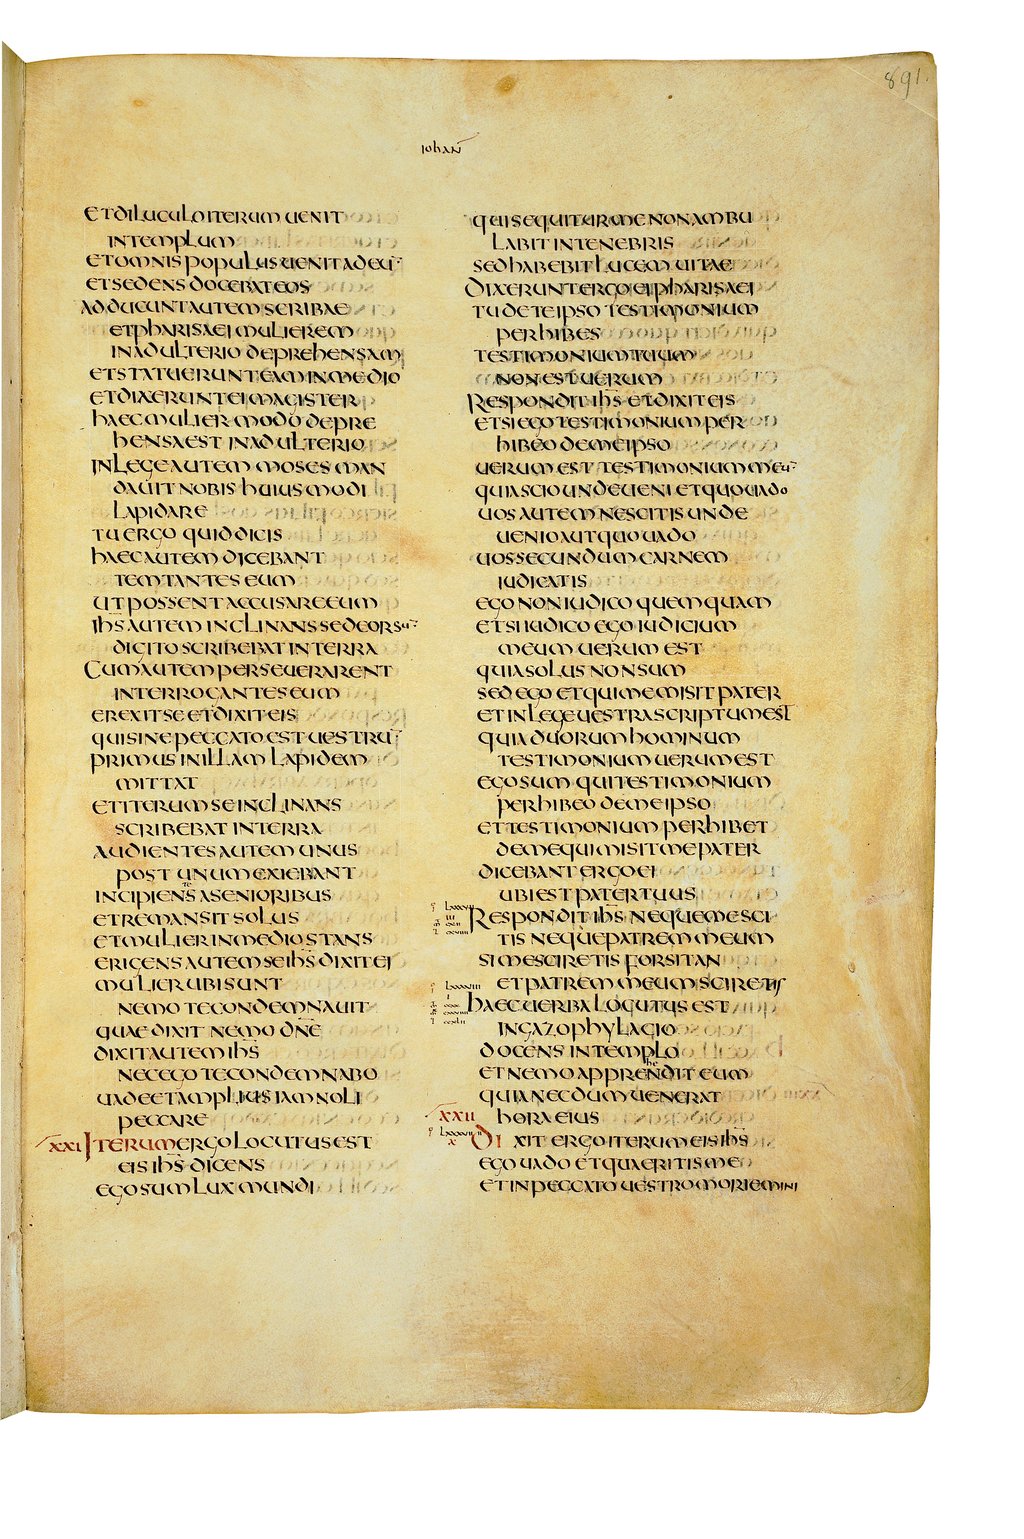 891.
iohan̄
ET DILUCULO ITERUM UENIT
IN TEMPLUM
ET OMNIS POPULUS UENIT AD EŪ
ET SEDENS DOCEBAT EOS
ADDUCUNT AUTEM SCRIBAE
ET PHARISAEI MULIEREM
IN ADULTERIO DEPREHENSAM
ET STATUERUNT EAM IN MEDIO
ET DIXERUNT EI MAGISTER
HAEC MULIER MODO DEPRE
HENSA EST IN ADULTERIO
IN LEGE AUTEM MOSES MAN
DAUIT NOBIS HUIUSMODI
LAPIDARE
TU ERGO QUID DICIS
HAEC AUTEM DICEBANT
TEMTANTES EUM
UT POSSENT ACCUSARE EUM
IHS̄ AUTEM INCLINANS SE DEORSŪ
DIGITO SCRIBEBAT IN TERRA
CUM AUTEM PERSEUERARENT
INTERROGANTES EUM
EREXIT SE ET DIXIT EIS
QUI SINE PECCATO EST UESTRŪ
PRIMUS IN ILLAM LAPIDEM
MITTAT
ET ITERUM SE INCLINANS
SCRIBEBAT IN TERRA
AUDIENTES AUTEM UNUS
POST UNUM EXIEBANT
INCIPIENTES A SENIORIBUS
ET REMANSIT SOLUS
ET MULIER IN MEDIO STANS
ERIGENS AUTEM SE IHS̄ DIXIT EI
MULIER UBI SUNT
NEMO TE CONDEMNAUIT
QUAE DIXIT NEMO DN̄E
DIXIT AUTEM IHS̄
NEC EGO TE CONDEMNABO
UADE ET AMPLIUS IAM NOLI
PECCARE
XXI ITERUM ERGO LOCUTUS EST
EIS IHS̄ DICENS
EGO SUM LUX MUNDI
QUI SEQUITUR ME NON AMBU
LABIT IN TENEBRIS
SED HABEBIT LUCEM UITAE
DIXERUNT ERGO EI PHARISAEI
TU DE TE IPSO TESTIMONIUM
PERHIBES
TESTIMONIUM TUUM
NON EST UERUM
RESPONDIT IHS̄ ET DIXIT EIS
ET SI EGO TESTIMONIUM PER
HIBEO DE ME IPSO
UERUM EST TESTIMONIUM MEŪ
QUIA SCIO UNDE UENI ET QUO UADO
UOS AUTEM NESCITIS UNDE
UENIO AUT QUO UADO
UOS SECUNDUM CARNEM
IUDICATIS
EGO NON IUDICO QUEMQUAM
ET SI IUDICO EGO IUDICIUM
MEUM UERUM EST
QUIA SOLUS NON SUM
SED EGO ET QUI ME MISIT PATER
ET IN LEGE UESTRA SCRIPTUM EST
QUIA DUORUM HOMINUM
TESTIMONIUM UERUM EST
EGO SUM QUI TESTIMONIUM
PERHIBEO DE ME IPSO
ET TESTIMONIUM PERHIBET
DE ME QUI MISIT ME PATER
DICEBANT ERGO EI
UBI EST PATER TUUS
RESPONDIT IHS̄ NEQUE ME SCI
TIS NEQUE PATREM MEUM
SI ME SCIRETIS FORSITAN
ET PATREM MEUM SCIRETIS
HAEC UERBA LOCUTUS EST
IN GAZOPHYLACIO
DOCENS IN TEMPLO
ET NEMO APPREHENDIT EUM
QUIA NECDUM UENERAT
XXII HORA EIUS
DIXIT ERGO ITERUM EIS IHS̄
EGO UADO ET QUAERITIS ME
ET IN PECCATO UESTRO MORIEMINI